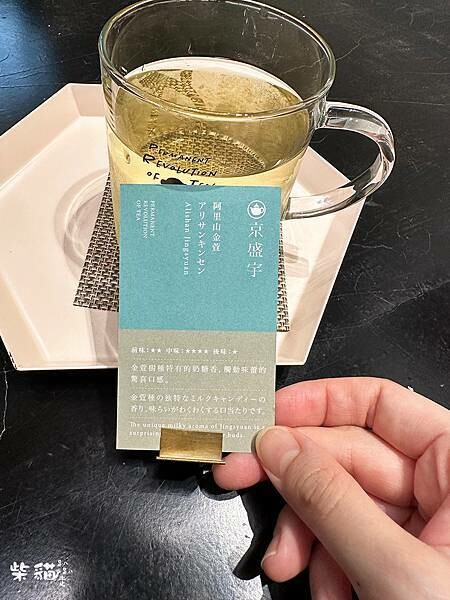 PERMANENT
REVOLUTION
OF TEA
京盛宇
阿里山金萱
アリサンキンセン
Alishan Jingsyuan
PERMANENT
REVOLUTION
OF TEA
前味:★★ 中味:★★★★ 後味:★
金萱樹種特有的奶糖香，觸動味蕾的
驚喜口感。
金萱種の独特なミルクキャンディーの
香り、味らいがわくわくする口当たりです。
The unique milky aroma of Jingsyuan is a
surprising buds.
柴貓